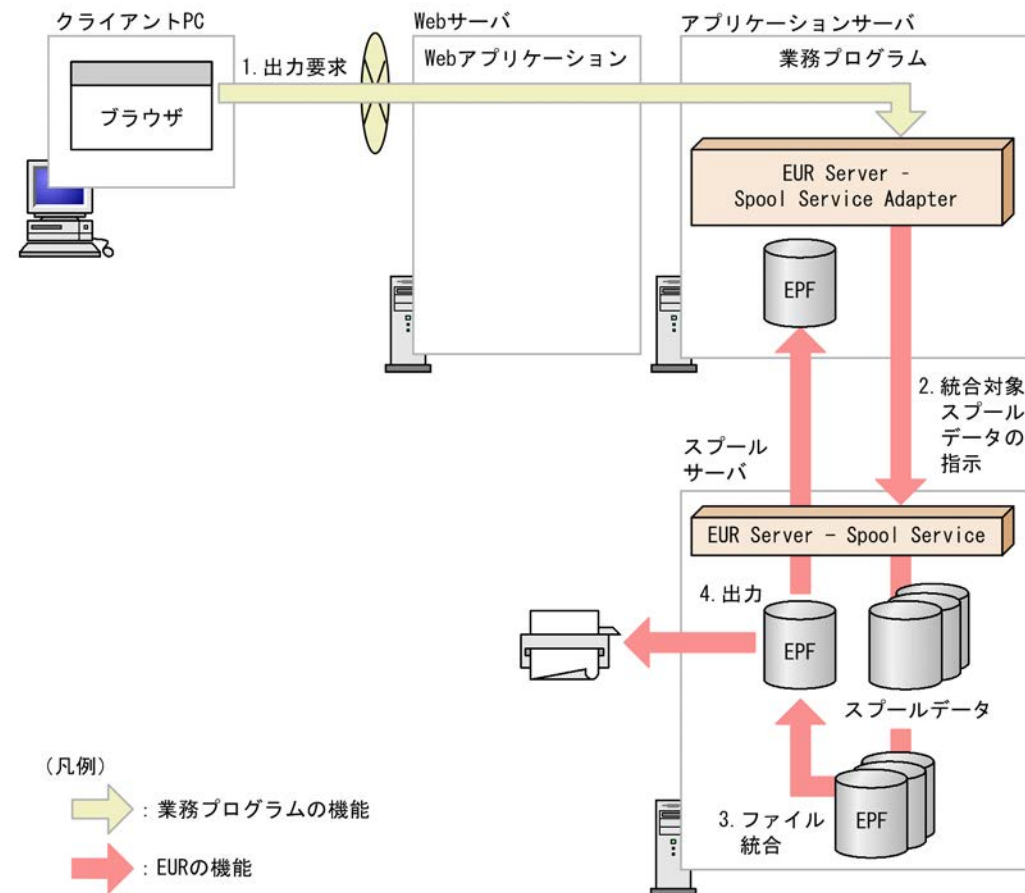 クライアントPC
Webサーバ
アプリケーションサーバ
Webアプリケーション
業務プログラム
1.出力要求
ブラウザ
EUR Server -
Spool Service Adapter
EPF
2.統合対象
スプール
データの
指示
スプール
サーバ
EUR Server - Spool Service
4.出力
EPF
スプールデータ
3.ファイル
統合
EPF
(凡例)
:業務プログラムの機能
:EURの機能